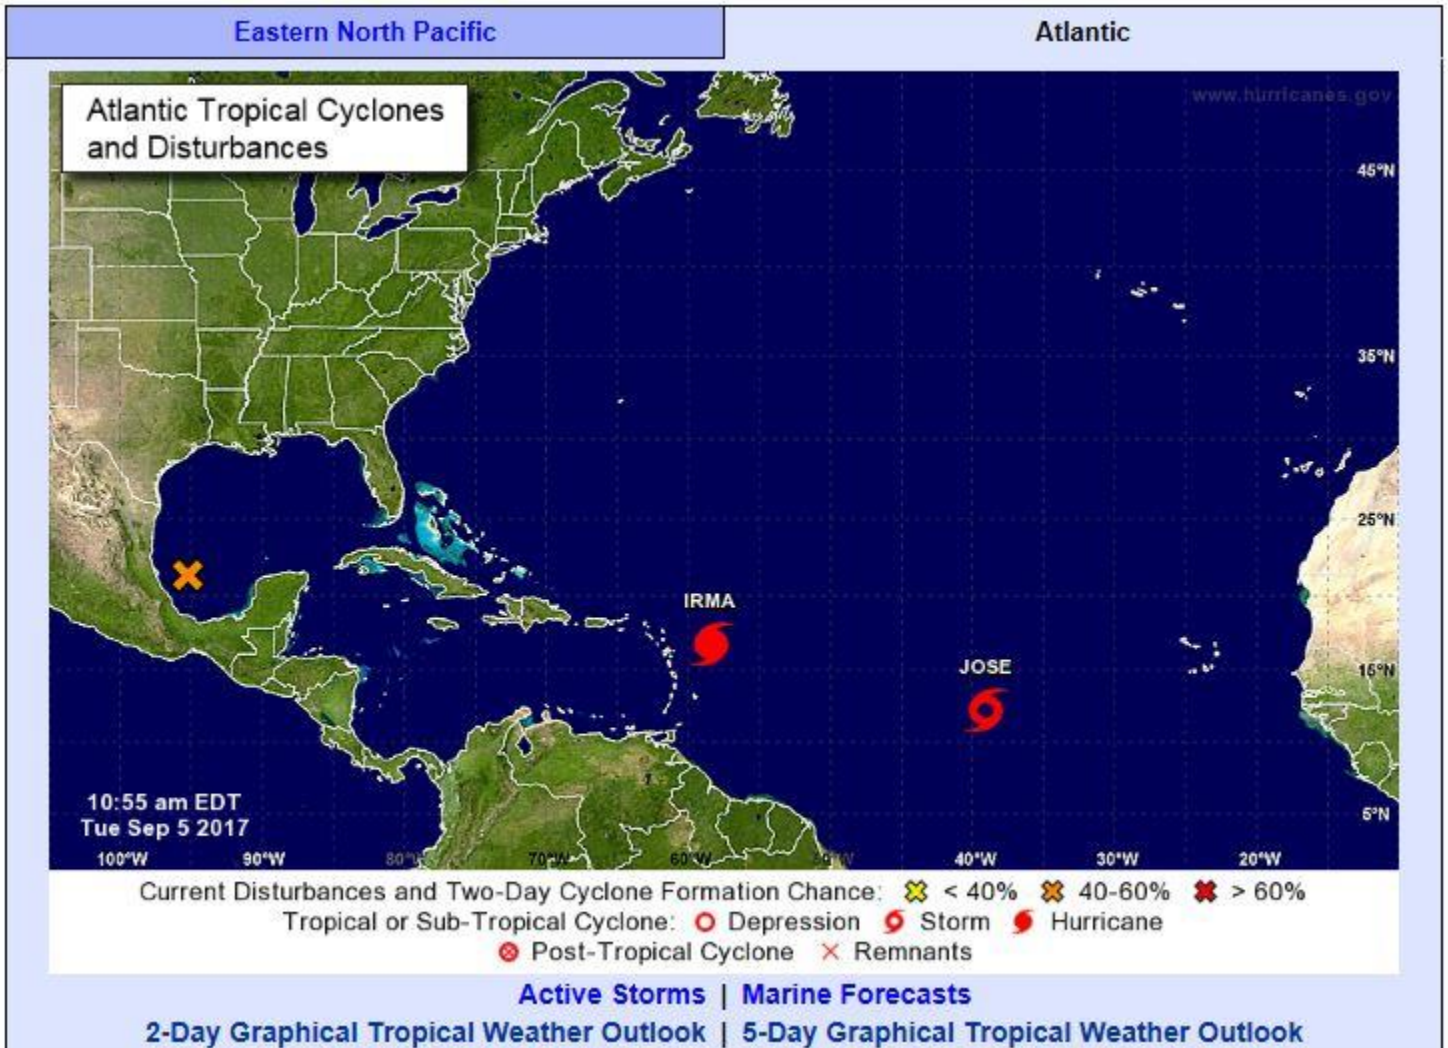 Eastern North Pacific
Atlantic
Atlantic Tropical Cyclones
and Disturbances
www.hurricanes.gov
45°N
35°N
25°N
IRMA
JOSE
15°N
10:55 am EDT
Tue Sep 5 2017
5°N
100°W 90°W 80°W 70°W 60°W 50°W 40°W 30°W 20°W
Current Disturbances and Two-Day Cyclone Formation Chance: < 40% 40-60% > 60%
Tropical or Sub-Tropical Cyclone: Depression Storm Hurricane
Post-Tropical Cyclone Remnants
Active Storms | Marine Forecasts
2-Day Graphical Tropical Weather Outlook | 5-Day Graphical Tropical Weather Outlook